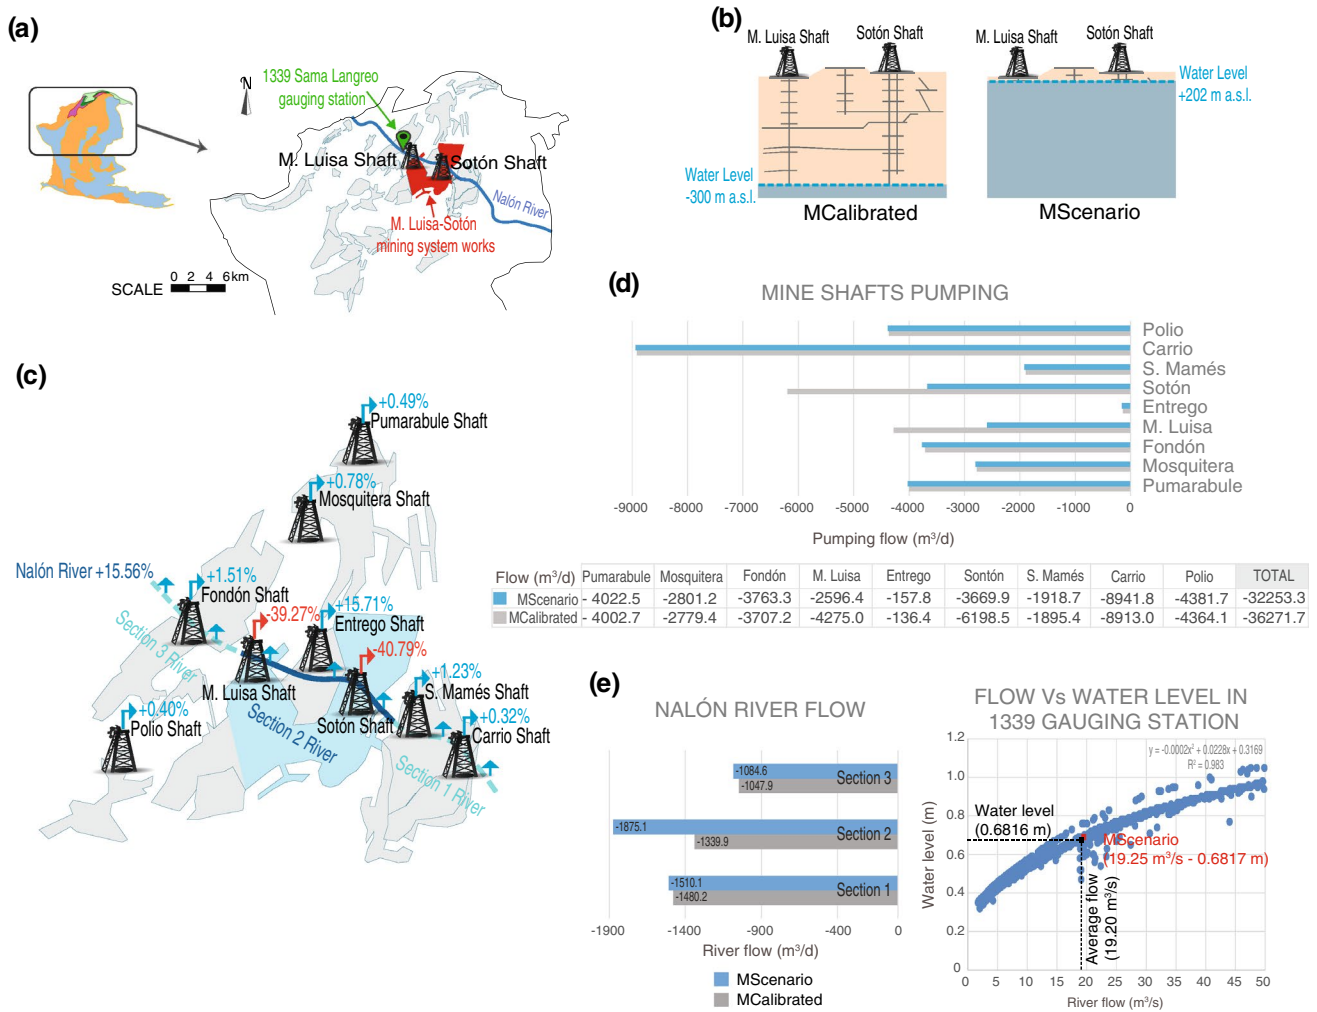 (a)
1339 Sama Langreo
gauging station
N
M. Luisa Shaft
Sotón Shaft
Nalón River
M. Luisa-Sotón
mining system works
SCALE
0 2 4 6km
(b)
M. Luisa Shaft
Sotón Shaft
Water Level
-300 m a.s.l.
MCalibrated
M. Luisa Shaft
Sotón Shaft
Water Level
+202 m a.s.l.
MScenario
(c)
+0.49%
Pumarabule Shaft
+0.78%
Mosquitera Shaft
Nalón River +15.56%
+1.51%
Fondón Shaft
-39.27%
+15.71%
Entrego Shaft
Section 3 River
-40.79%
M. Luisa Shaft
+1.23%
S. Mamés Shaft
Sotón Shaft
+0.40%
Polio Shaft
Section 2 River
+0.32%
Carrio Shaft
Section 1 River
(d)
MINE SHAFTS PUMPING
Polio
Carrio
S. Mamés
Sotón
Entrego
M. Luisa
Fondón
Mosquitera
Pumarabule
-9000 -8000 -7000 -6000 -5000 -4000 -3000 -2000 -1000 0
Pumping flow (m³/d)
Flow (m³/d) Pumarabule Mosquitera Fondón M. Luisa Entrego Sontón S. Mamés Carrio Polio TOTAL
MScenario - 4022.5 -2801.2 -3763.3 -2596.4 -157.8 -3669.9 -1918.7 -8941.8 -4381.7 -32253.3
MCalibrated - 4002.7 -2779.4 -3707.2 -4275.0 -136.4 -6198.5 -1895.4 -8913.0 -4364.1 -36271.7
(e)
NALÓN RIVER FLOW
-1084.6
-1047.9
Section 3
-1875.1
-1339.9
Section 2
-1510.1
-1480.2
Section 1
-1900 -1400 -900 -400 0
River flow (m³/d)
MScenario
MCalibrated
FLOW Vs WATER LEVEL IN
1339 GAUGING STATION
y = -0.0002x² + 0.0228x + 0.3169
R² = 0.983
1.2
1.0
0.8
0.6
0.4
0.2
0
Water level (m)
Water level
(0.6816 m)
MScenario
(19.25 m³/s - 0.6817 m)
Average flow
(19.20 m³/s)
0 5 10 15 20 25 30 35 40 45 50
River flow (m³/s)